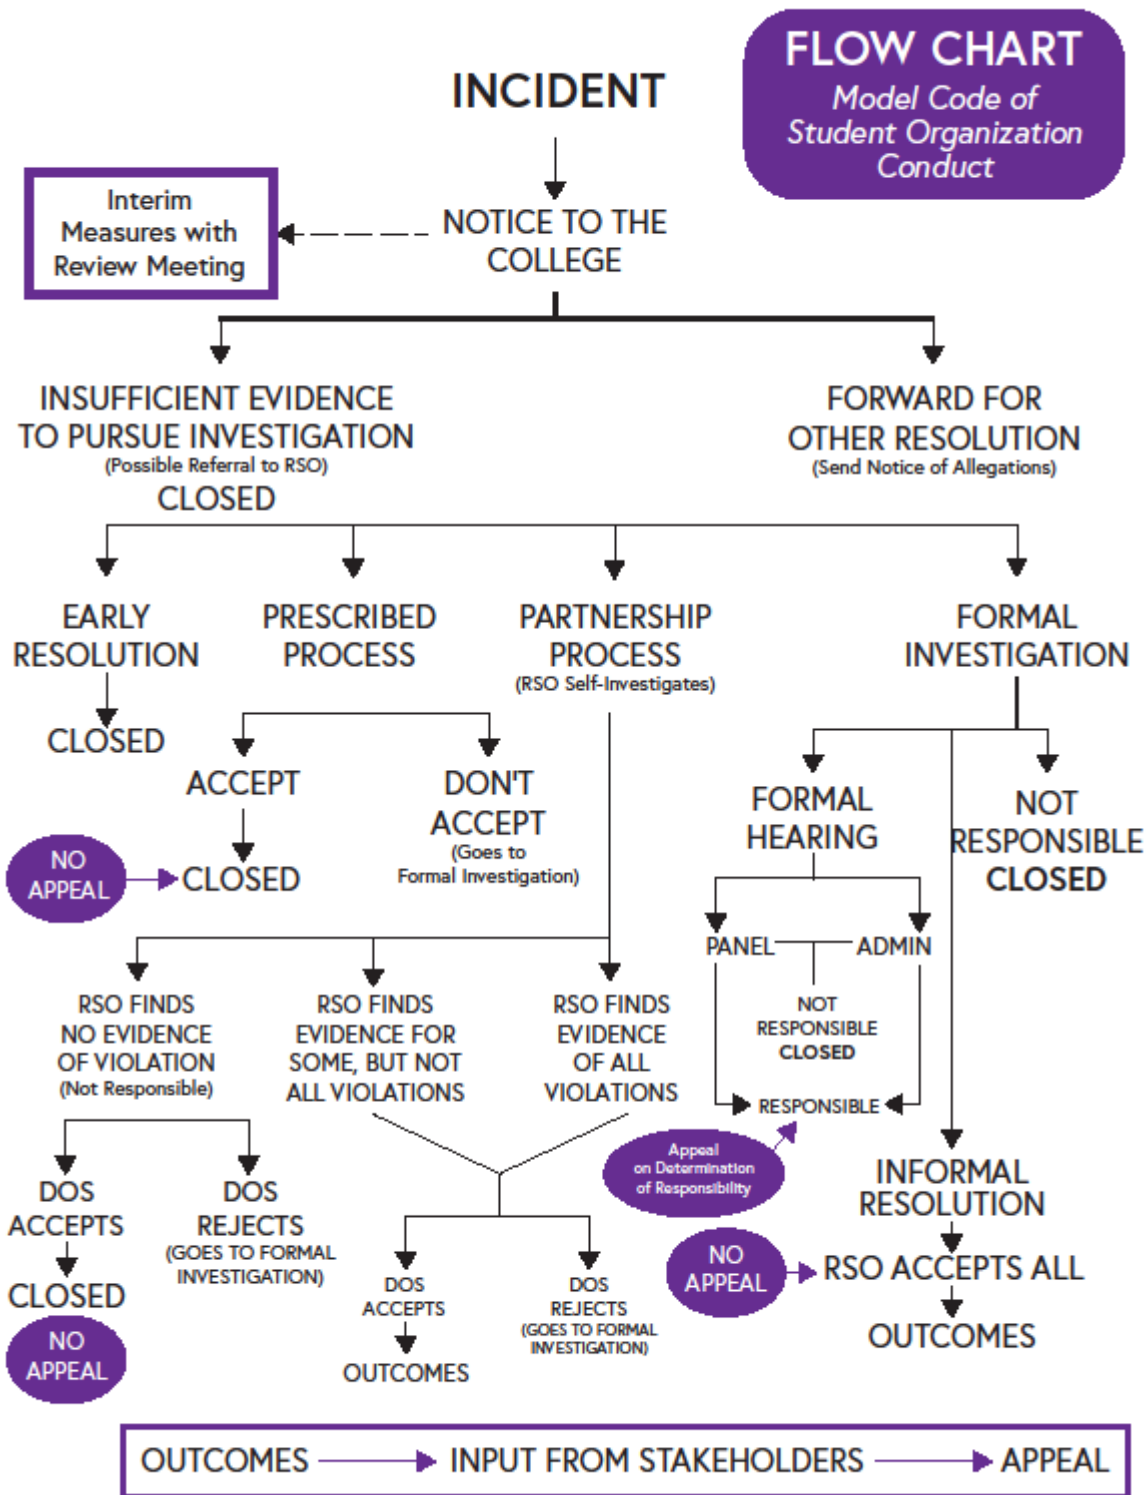 FLOW CHART
Model Code of
Student Organization
Conduct
INCIDENT
Interim
Measures with
Review Meeting
NOTICE TO THE
COLLEGE
INSUFFICIENT EVIDENCE
TO PURSUE INVESTIGATION
(Possible Referral to RSO)
CLOSED
FORWARD FOR
OTHER RESOLUTION
(Send Notice of Allegations)
EARLY
RESOLUTION
CLOSED
PRESCRIBED
PROCESS
PARTNERSHIP
PROCESS
(RSO Self-Investigates)
FORMAL
INVESTIGATION
ACCEPT
DON'T
ACCEPT
(Goes to
Formal Investigation)
NO
APPEAL
CLOSED
FORMAL
HEARING
NOT
RESPONSIBLE
CLOSED
PANEL
ADMIN
NOT
RESPONSIBLE
CLOSED
RESPONSIBLE
Appeal
on Determination
of Responsibility
RSO FINDS
NO EVIDENCE
OF VIOLATION
(Not Responsible)
RSO FINDS
EVIDENCE FOR
SOME, BUT NOT
ALL VIOLATIONS
RSO FINDS
EVIDENCE
OF ALL
VIOLATIONS
DOS
ACCEPTS
CLOSED
NO
APPEAL
DOS
REJECTS
(GOES TO FORMAL
INVESTIGATION)
DOS
ACCEPTS
OUTCOMES
DOS
REJECTS
(GOES TO FORMAL
INVESTIGATION)
INFORMAL
RESOLUTION
NO
APPEAL
RSO ACCEPTS ALL
OUTCOMES
OUTCOMES INPUT FROM STAKEHOLDERS APPEAL